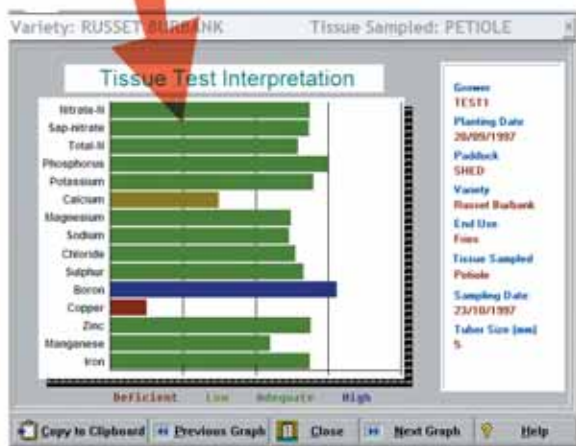 Variety: RUSSET BURBANK Tissue Sampled: PETIOLE
Tissue Test Interpretation
Nitrate-N
Sap-nitrate
Total-N
Phosphorus
Potassium
Calcium
Magnesium
Sodium
Chloride
Sulphur
Boron
Copper
Zinc
Manganese
Iron
Deficient Low Adequate High
Grower
TEST1
Planting Date
20/09/1997
Paddock
SHED
Variety
Russet Burbank
End Use
Fries
Tissue Sampled
Petiole
Sampling Date
23/10/1997
Tuber Size (mm)
5
Copy to Clipboard Previous Graph Close Next Graph Help